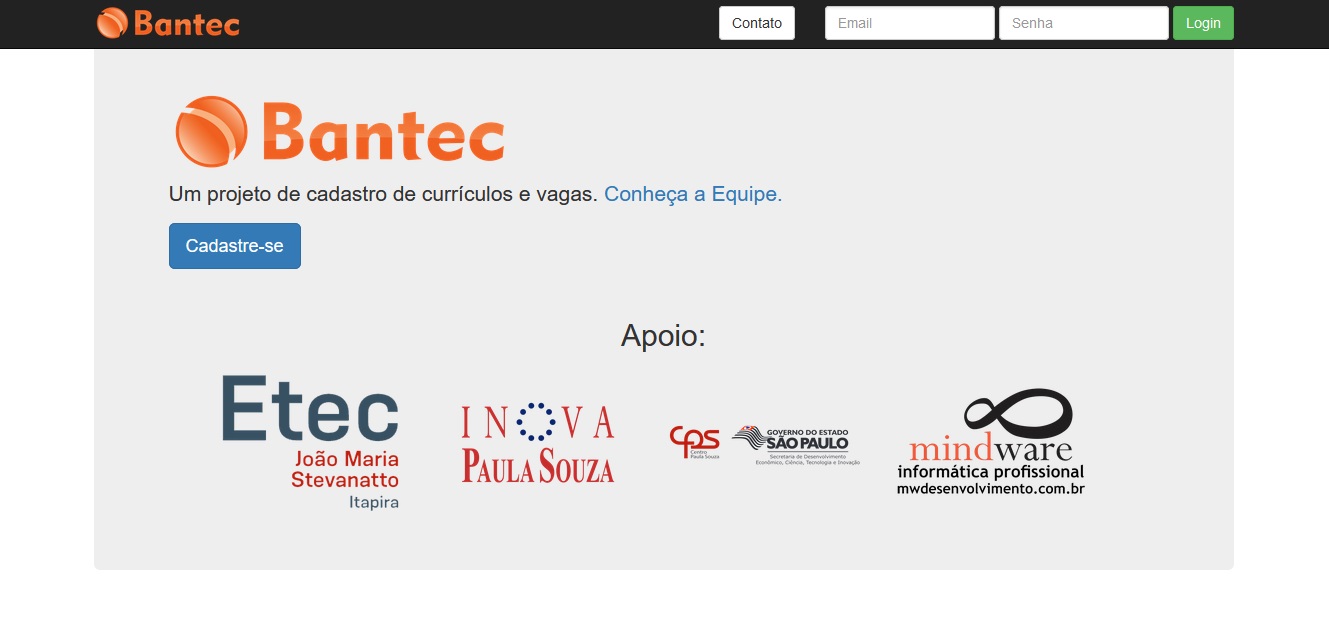 Bantec
Contato
Email
Senha
Login
Bantec
Um projeto de cadastro de currículos e vagas. Conheça a Equipe.
Cadastre-se
Apoio:
Etec
João Maria
Stevanatto
Itapira
INOVA
PAULA SOUZA
cps
Centro
Paula Souza
GOVERNO DO ESTADO
SÃO PAULO
Secretaria de Desenvolvimento
Econômico, Ciência, Tecnologia e Inovação
mindware
informática profissional
mwdesenvolvimento.com.br